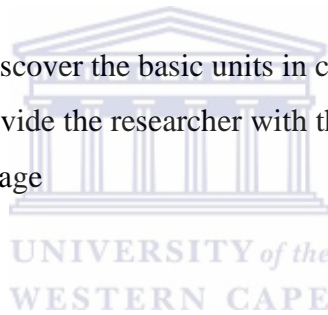 scover the basic units in c
vide the researcher with th
age
UNIVERSITY of the
WESTERN CAPE